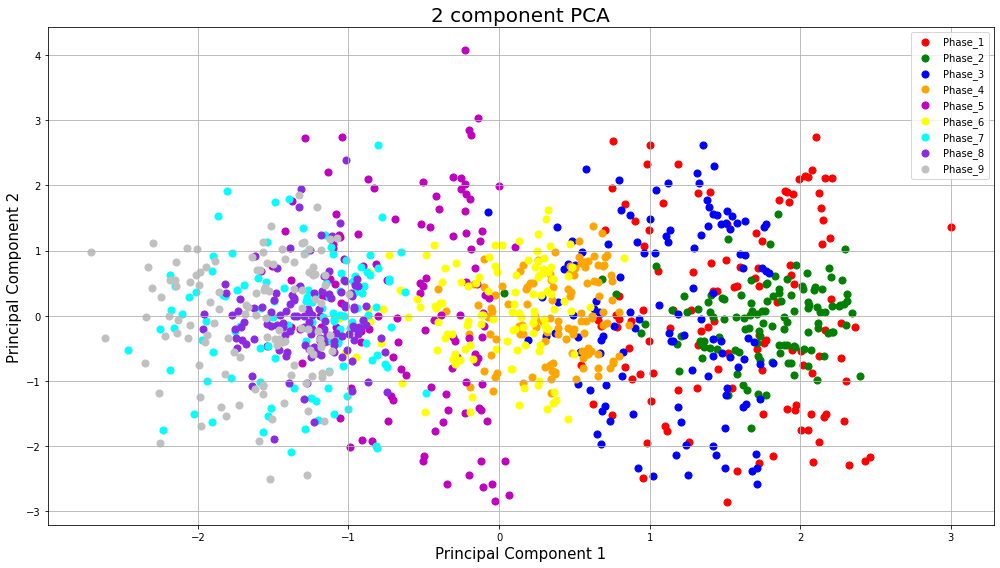 2 component PCA
Phase_1
Phase_2
Phase_3
Phase_4
Phase_5
Phase_6
Phase_7
Phase_8
Phase_9
Principal Component 2
4
3
2
1
0
−1
−2
−3
−2
−1
0
1
2
3
Principal Component 1